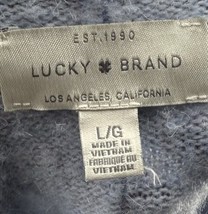 EST. 1990
LUCKY BRAND
LOS ANGELES, CALIFORNIA
L/G
MADE IN
VIETNAM
FABRIQUÉ AU
VIETNAM